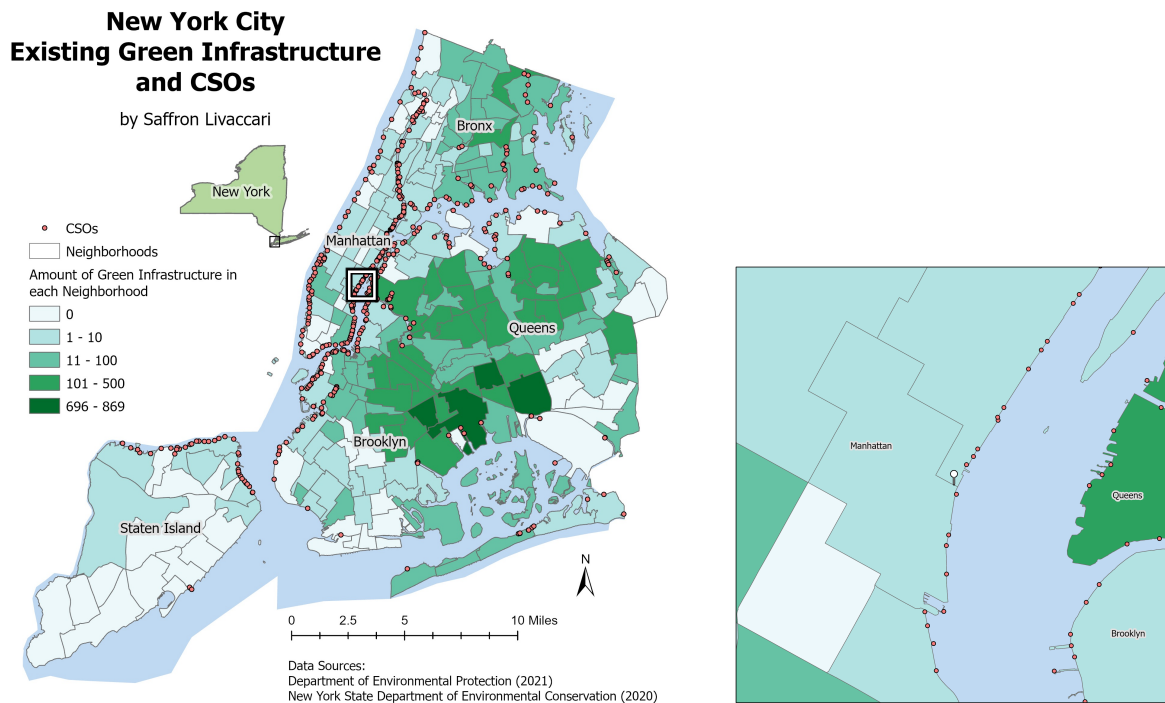 New York City
Existing Green Infrastructure
and CSOs
by Saffron Livaccari
New York
CSOs
Neighborhoods
Amount of Green Infrastructure in
each Neighborhood
0
1 - 10
11 - 100
101 - 500
696 - 869
Bronx
Manhattan
Queens
Brooklyn
Staten Island
N
0 2.5 5 10 Miles
Data Sources:
Department of Environmental Protection (2021)
New York State Department of Environmental Conservation (2020)
Manhattan
Queens
Brooklyn